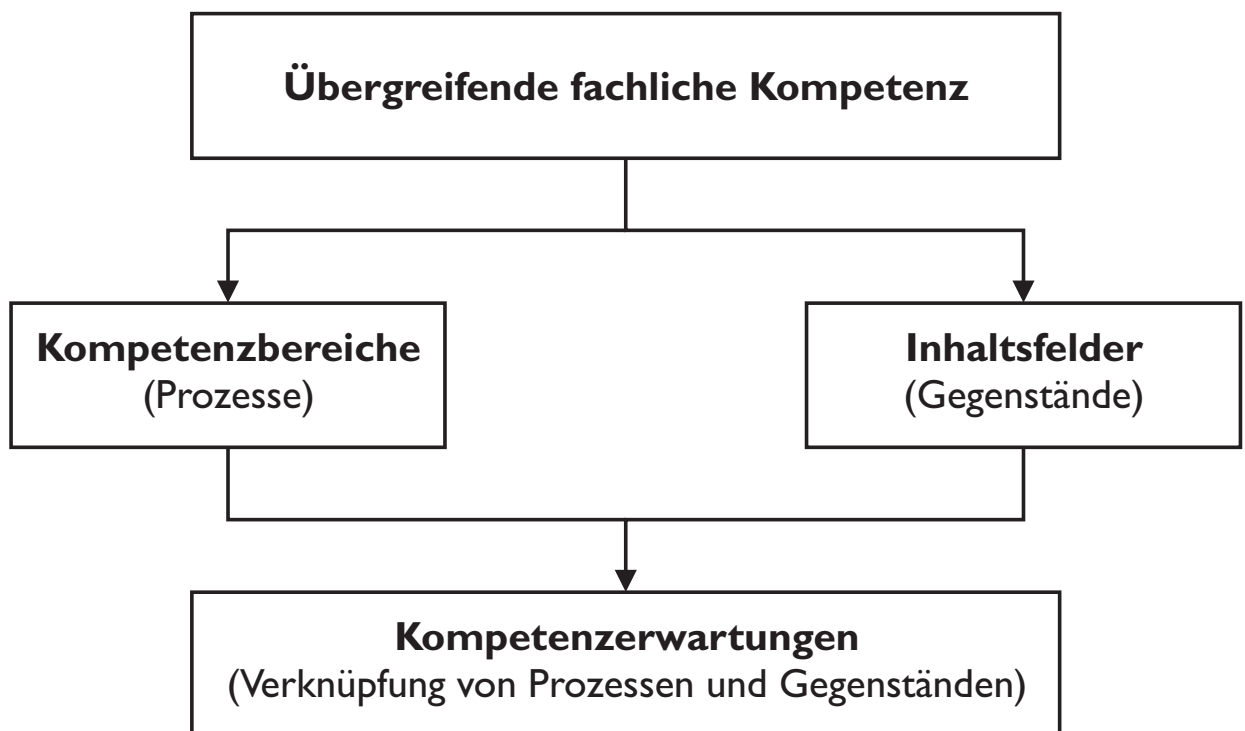 Übergreifende fachliche Kompetenz
Kompetenzbereiche
(Prozesse)
Inhaltsfelder
(Gegenstände)
Kompetenzerwartungen
(Verknüpfung von Prozessen und Gegenständen)